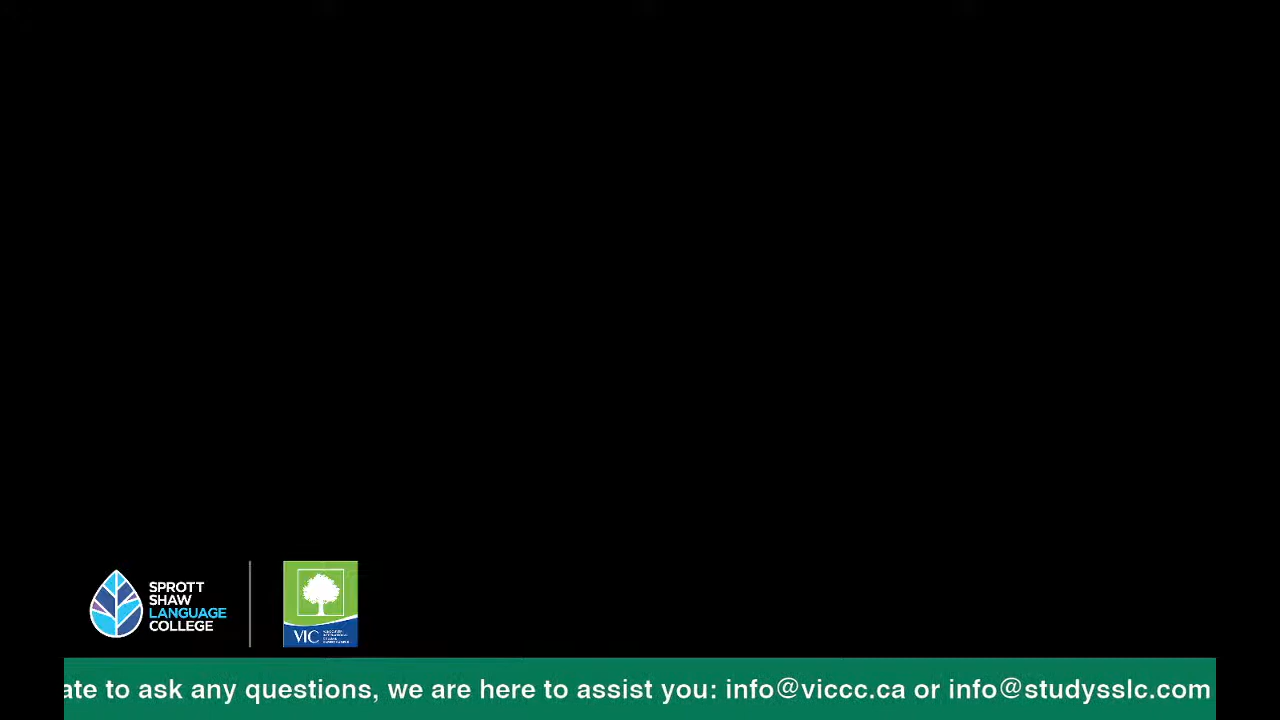 SPROTT
SHAW
LANGUAGE
COLLEGE
VIC
ate to ask any questions, we are here to assist you: info@viccc.ca or info@studysslc.com